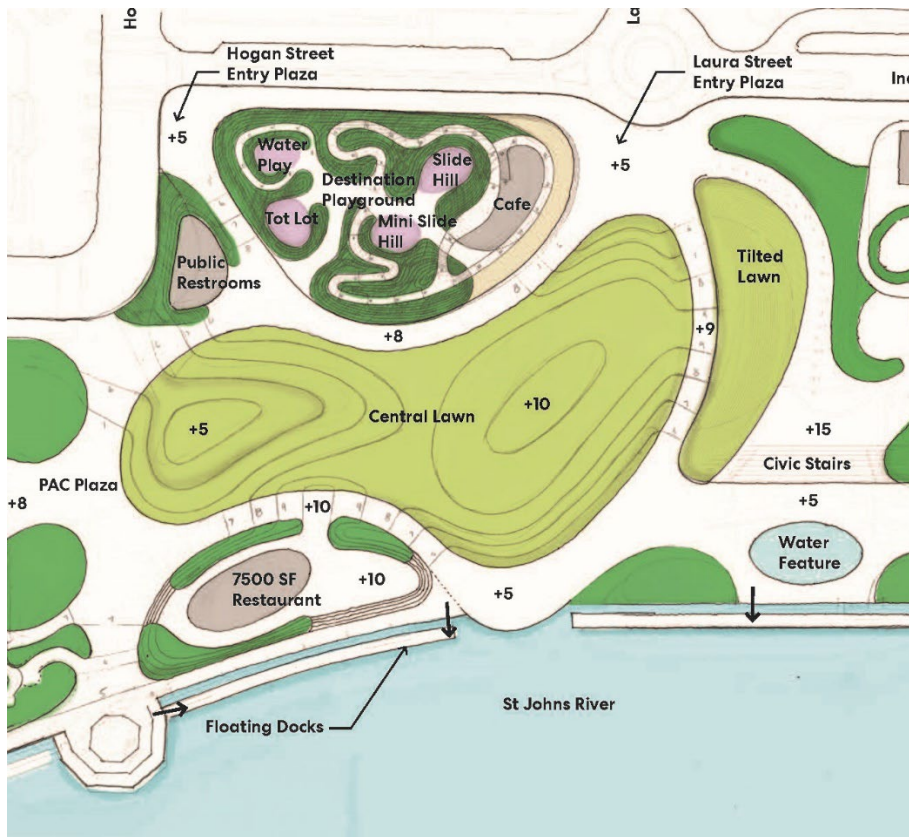 Ho
La
Hogan Street
Entry Plaza
Laura Street
Entry Plaza
+5
+5
Water
Play
Slide
Hill
Destination
Playground
Cafe
Tot Lot
Mini Slide
Hill
Public
Restrooms
Tilted
Lawn
+8
+9
+5
Central Lawn
+10
+15
Civic Stairs
PAC Plaza
+8
+10
+5
Water
Feature
7500 SF
Restaurant
+10
+5
St Johns River
Floating Docks